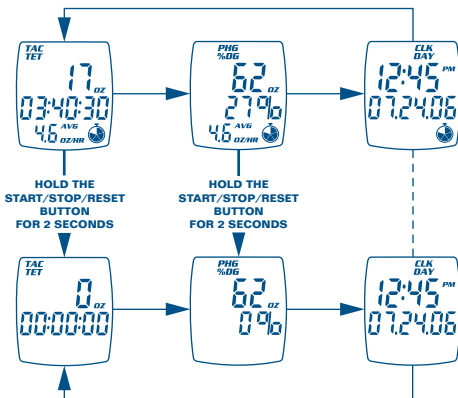 TAC
TET
17 OZ
03:40:30
4.6 AVG OZ/HR
PHG
%DG
62 OZ
27%
4.6 AVG OZ/HR
CLK
DAY
12:45 PM
07.24.06
HOLD THE
START/STOP/RESET
BUTTON
FOR 2 SECONDS
HOLD THE
START/STOP/RESET
BUTTON
FOR 2 SECONDS
TAC
TET
0 OZ
00:00:00
PHG
%DG
62 OZ
0%
CLK
DAY
12:45 PM
07.24.06